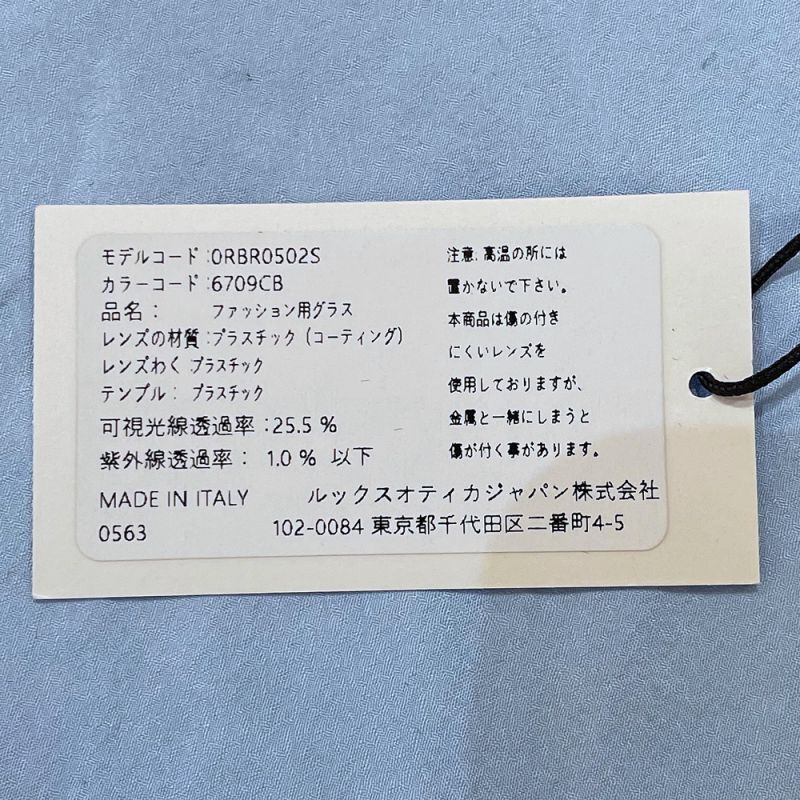 モデルコード:0RBR0502S
カラーコード:6709CB
品名: ファッション用グラス
レンズの材質:プラスチック(コーティング)
レンズわく プラスチック
テンプル: プラスチック
可視光線透過率:25.5 %
紫外線透過率: 1.0 % 以下
MADE IN ITALY
0563
注意:高温の所には
置かないで下さい。
本商品は傷の付き
にくいレンズを
使用しておりますが、
金属と一緒にしまうと
傷が付く事があります。
ルックスオティカジャパン株式会社
102-0084 東京都千代田区二番町4-5